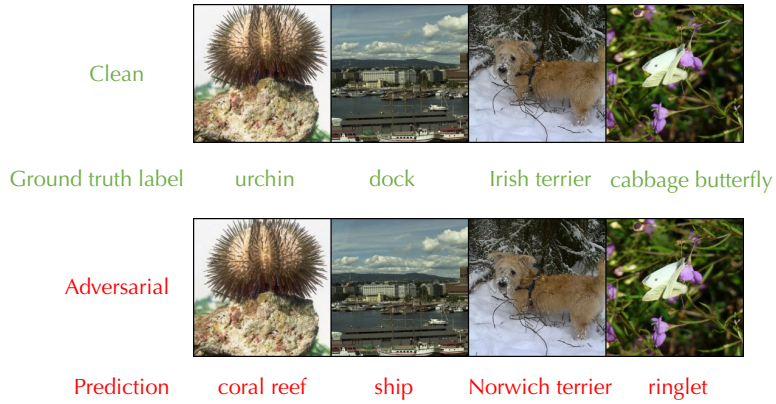 Clean
Ground truth label urchin dock Irish terrier cabbage butterfly
Adversarial
Prediction coral reef ship Norwich terrier ringlet